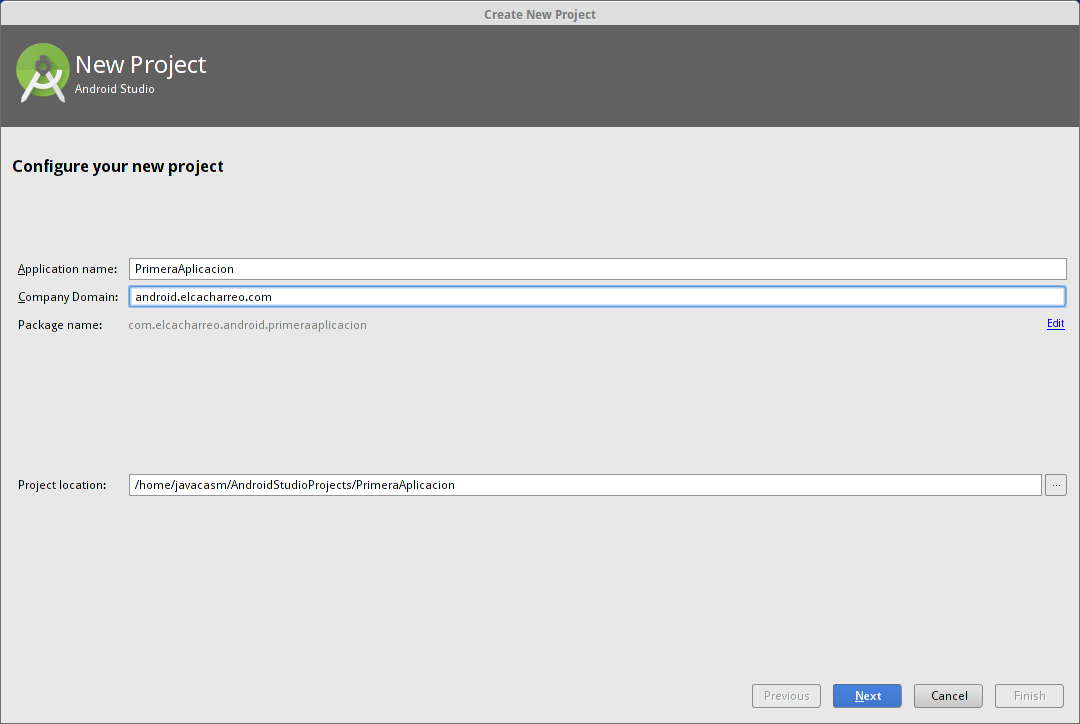 Create New Project
New Project
Android Studio
Configure your new project
Application name: PrimeraAplicacion
Company Domain: android.elcacharreo.com
Package name: com.elcacharreo.android.primeraaplicacion Edit
Project location: /home/javacasm/AndroidStudioProjects/PrimeraAplicacion ...
Previous Next Cancel Finish